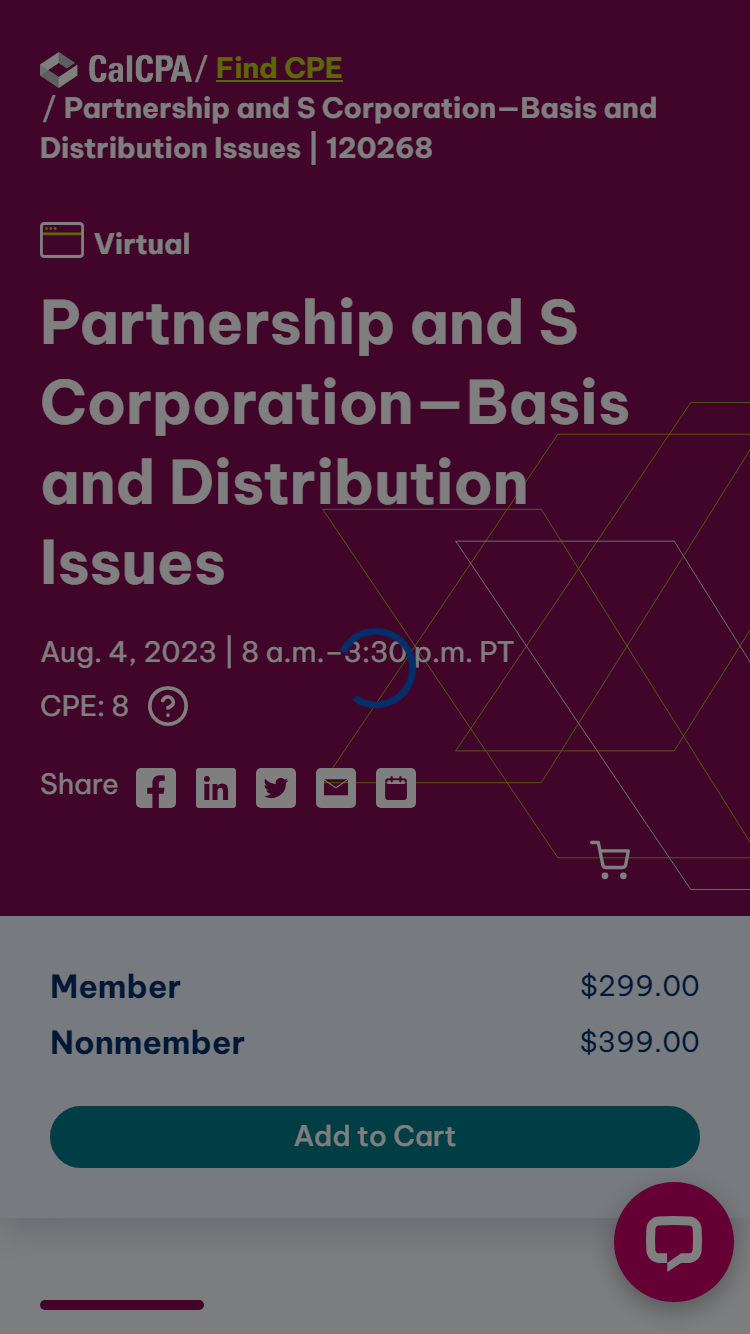 CalCPA / Find CPE
/ Partnership and S Corporation—Basis and
Distribution Issues | 120268
Virtual
Partnership and S
Corporation—Basis
and Distribution
Issues
Aug. 4, 2023 | 8 a.m.–3:30 p.m. PT
CPE: 8 ?
Share
Member $299.00
Nonmember $399.00
Add to Cart